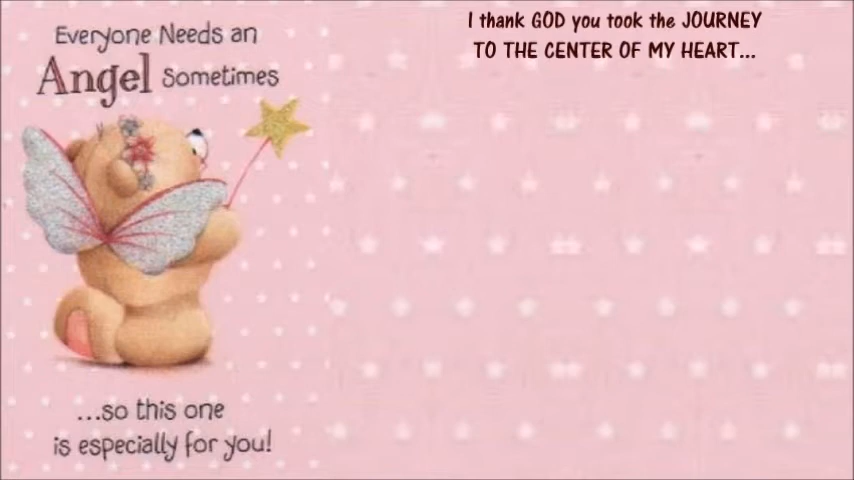 Everyone Needs an
Angel Sometimes
...so this one
is especially for you!
I thank GOD you took the JOURNEY
TO THE CENTER OF MY HEART...